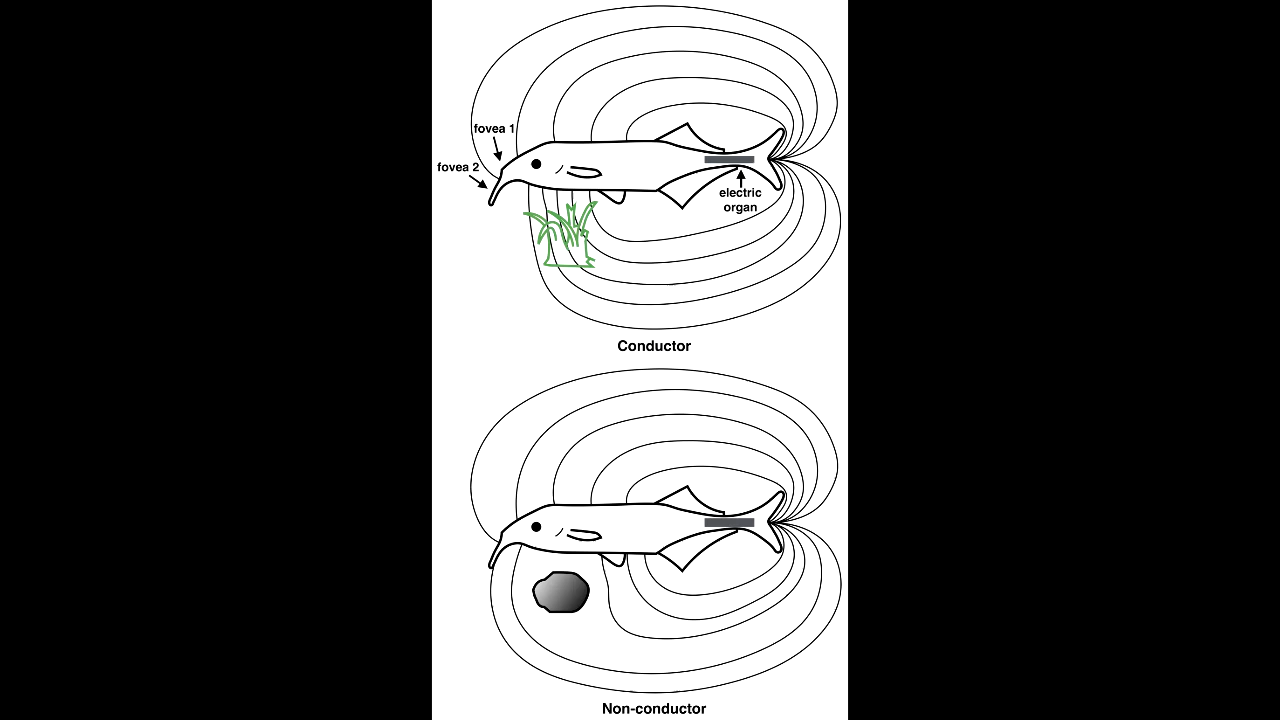 fovea 1
fovea 2
electric
organ
Conductor
Non-conductor